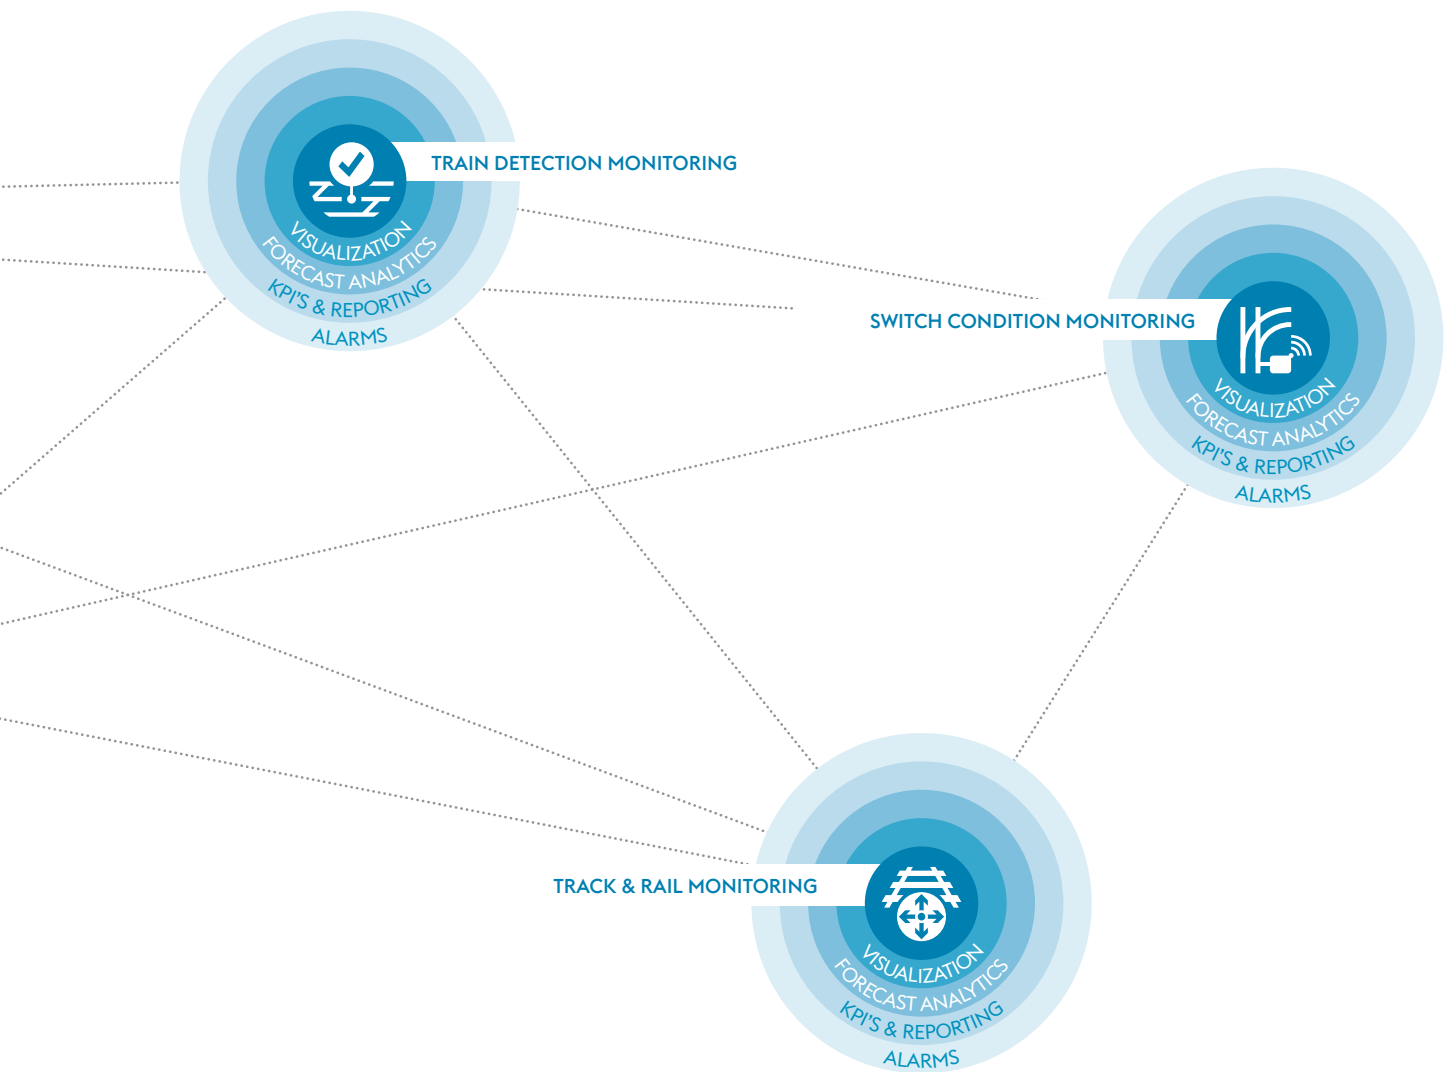 TRAIN DETECTION MONITORING
VISUALIZATION
FORECAST ANALYTICS
KPI'S & REPORTING
ALARMS
SWITCH CONDITION MONITORING
VISUALIZATION
FORECAST ANALYTICS
KPI'S & REPORTING
ALARMS
TRACK & RAIL MONITORING
VISUALIZATION
FORECAST ANALYTICS
KPI'S & REPORTING
ALARMS